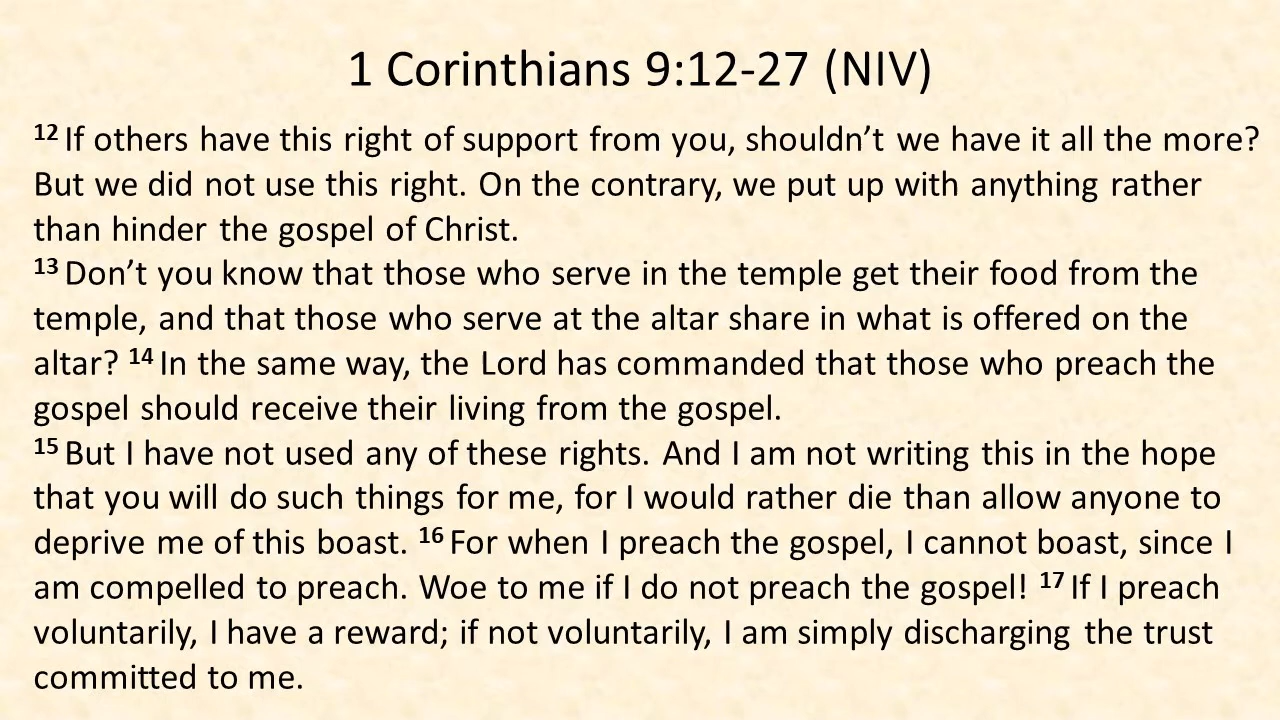 1 Corinthians 9:12-27 (NIV)
12 If others have this right of support from you, shouldn’t we have it all the more?
But we did not use this right. On the contrary, we put up with anything rather
than hinder the gospel of Christ.
13 Don’t you know that those who serve in the temple get their food from the
temple, and that those who serve at the altar share in what is offered on the
altar? 14 In the same way, the Lord has commanded that those who preach the
gospel should receive their living from the gospel.
15 But I have not used any of these rights. And I am not writing this in the hope
that you will do such things for me, for I would rather die than allow anyone to
deprive me of this boast. 16 For when I preach the gospel, I cannot boast, since I
am compelled to preach. Woe to me if I do not preach the gospel! 17 If I preach
voluntarily, I have a reward; if not voluntarily, I am simply discharging the trust
committed to me.